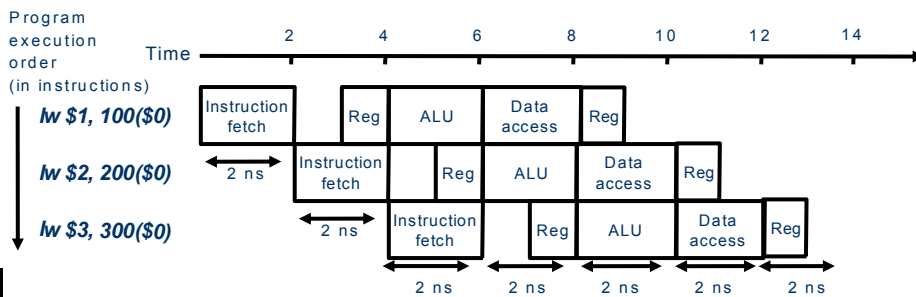 Program
execution
order
(in instructions)
Time
2 4 6 8 10 12 14
lw $1, 100($0)
Instruction
fetch
Reg
ALU
Data
access
Reg
2 ns
lw $2, 200($0)
Instruction
fetch
Reg
ALU
Data
access
Reg
2 ns
lw $3, 300($0)
Instruction
fetch
Reg
ALU
Data
access
Reg
2 ns 2 ns 2 ns 2 ns 2 ns